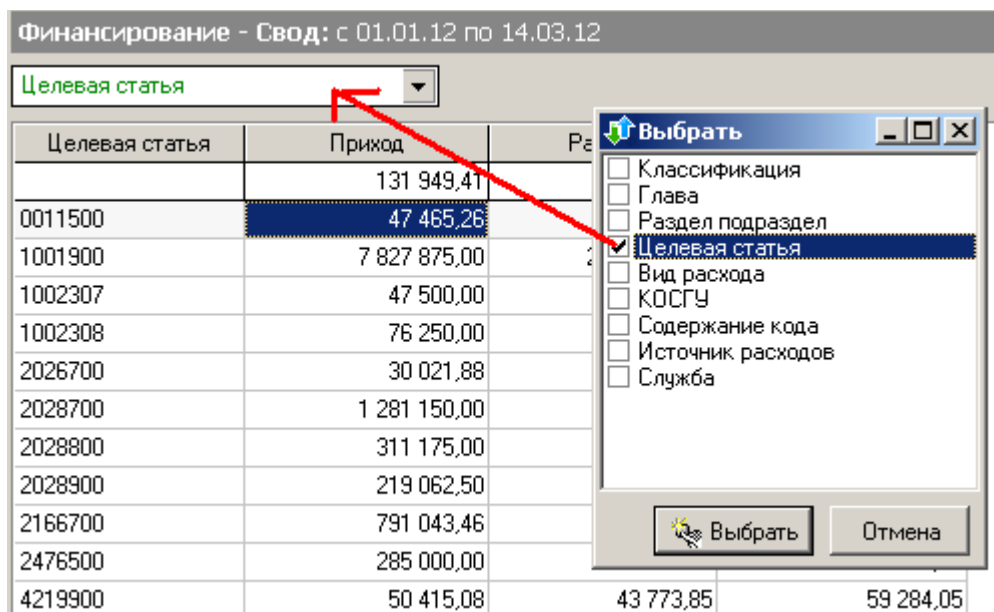 Финансирование - Свод: с 01.01.12 по 14.03.12
Целевая статья
Целевая статья Приход
131 949,41
0011500 47 465,26
1001900 7 827 875,00
1002307 47 500,00
1002308 76 250,00
2026700 30 021,88
2028700 1 281 150,00
2028800 311 175,00
2028900 219 062,50
2166700 791 043,46
2476500 285 000,00
4219900 50 415,08 43 773,85 59 284,05
Выбрать
Классификация
Глава
Раздел подраздел
Целевая статья
Вид расхода
КОСГУ
Содержание кода
Источник расходов
Служба
Выбрать Отмена